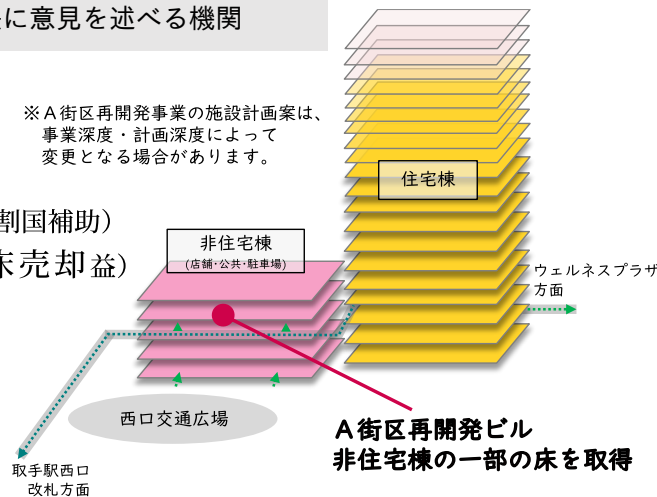 に意見を述べる機関
※A街区再開発事業の施設計画案は、
事業深度・計画深度によって
変更となる場合があります。
割国補助)
床売却益)
住宅棟
非住宅棟
(店舗・公共・駐車場)
ウェルネスプラザ
方面
西口交通広場
A街区再開発ビル
非住宅棟の一部の床を取得
取手駅西口
改札方面